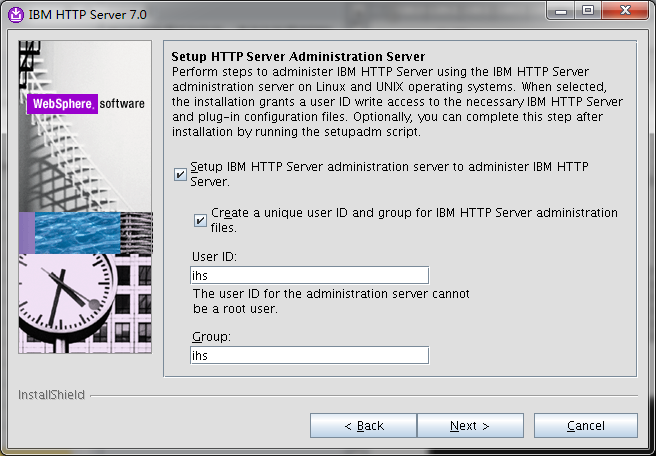 IBM HTTP Server 7.0
WebSphere. software
Setup HTTP Server Administration Server
Perform steps to administer IBM HTTP Server using the IBM HTTP Server
administration server on Linux and UNIX operating systems. When selected,
the installation grants a user ID write access to the necessary IBM HTTP Server
and plug-in configuration files. Optionally, you can complete this step after
installation by running the setupadm script.
Setup IBM HTTP Server administration server to administer IBM HTTP
Server.
Create a unique user ID and group for IBM HTTP Server administration
files.
User ID:
ihs
The user ID for the administration server cannot
be a root user.
Group:
ihs
InstallShield
< Back
Next >
Cancel